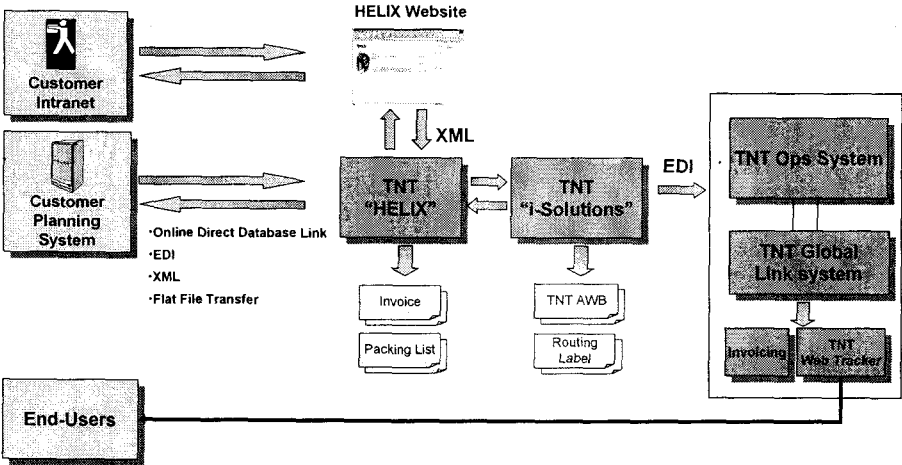 HELIX Website
Customer
Intranet
XML
Customer
Planning
System
·Online Direct Database Link
·EDI
·XML
·Flat File Transfer
TNT
"HELIX"
TNT
"i-Solutions"
EDI
TNT Ops System
TNT Global
Link system
Invoice
Packing List
TNT AWB
Routing
Label
Invoicing
TNT
Web Tracker
End-Users